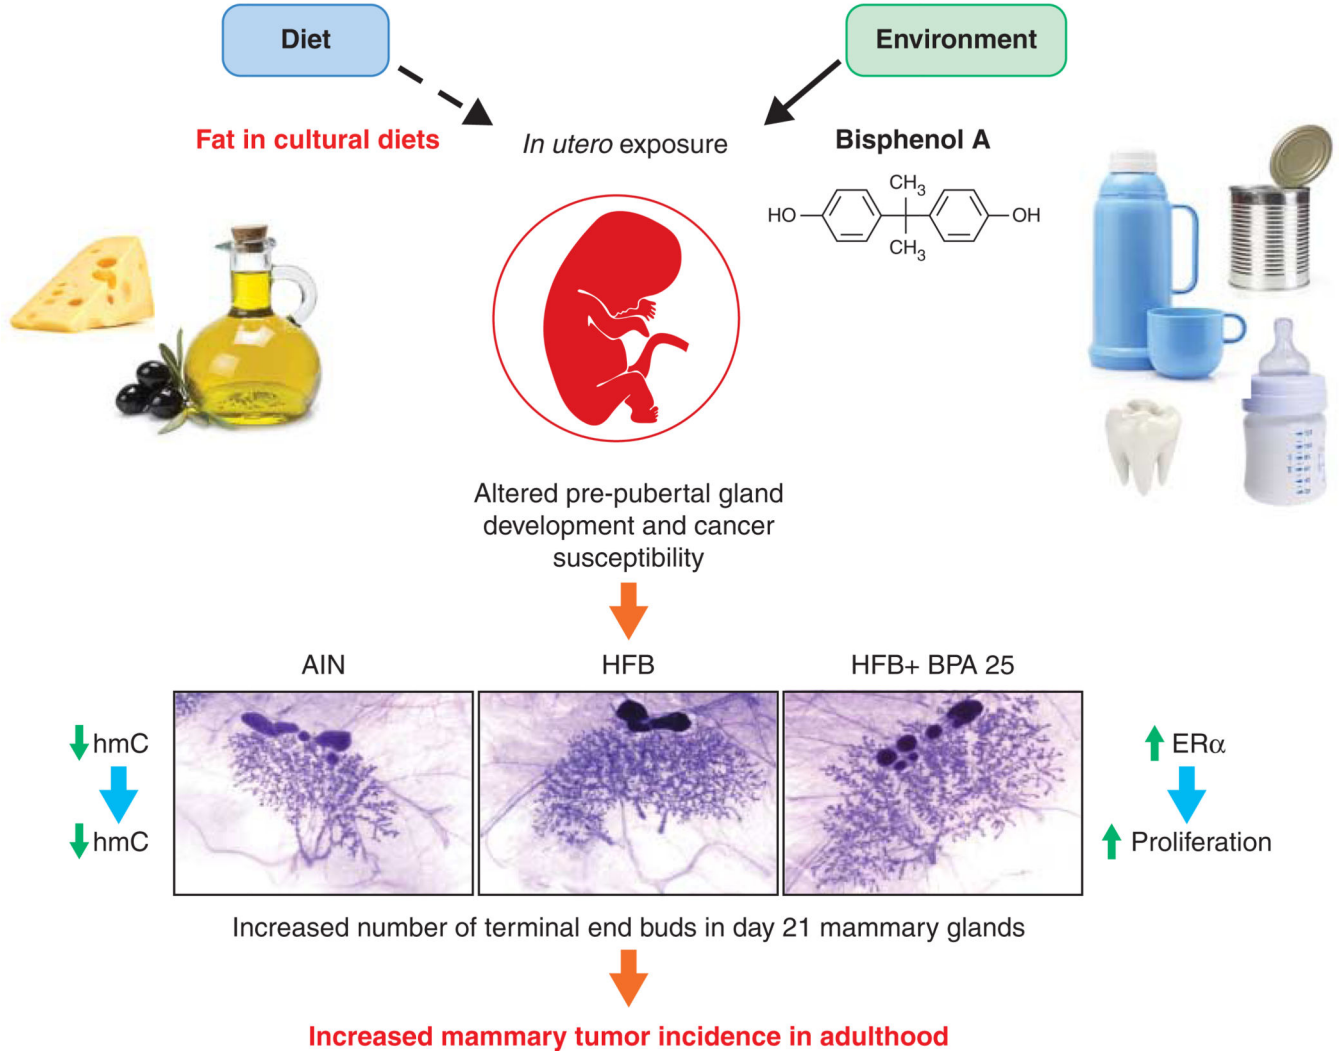 Diet
Environment
Fat in cultural diets
In utero exposure
Bisphenol A
CH3
HO
OH
CH3
Altered pre-pubertal gland
development and cancer
susceptibility
AIN
HFB
HFB+ BPA 25
hmC
hmC
ERα
Proliferation
Increased number of terminal end buds in day 21 mammary glands
Increased mammary tumor incidence in adulthood